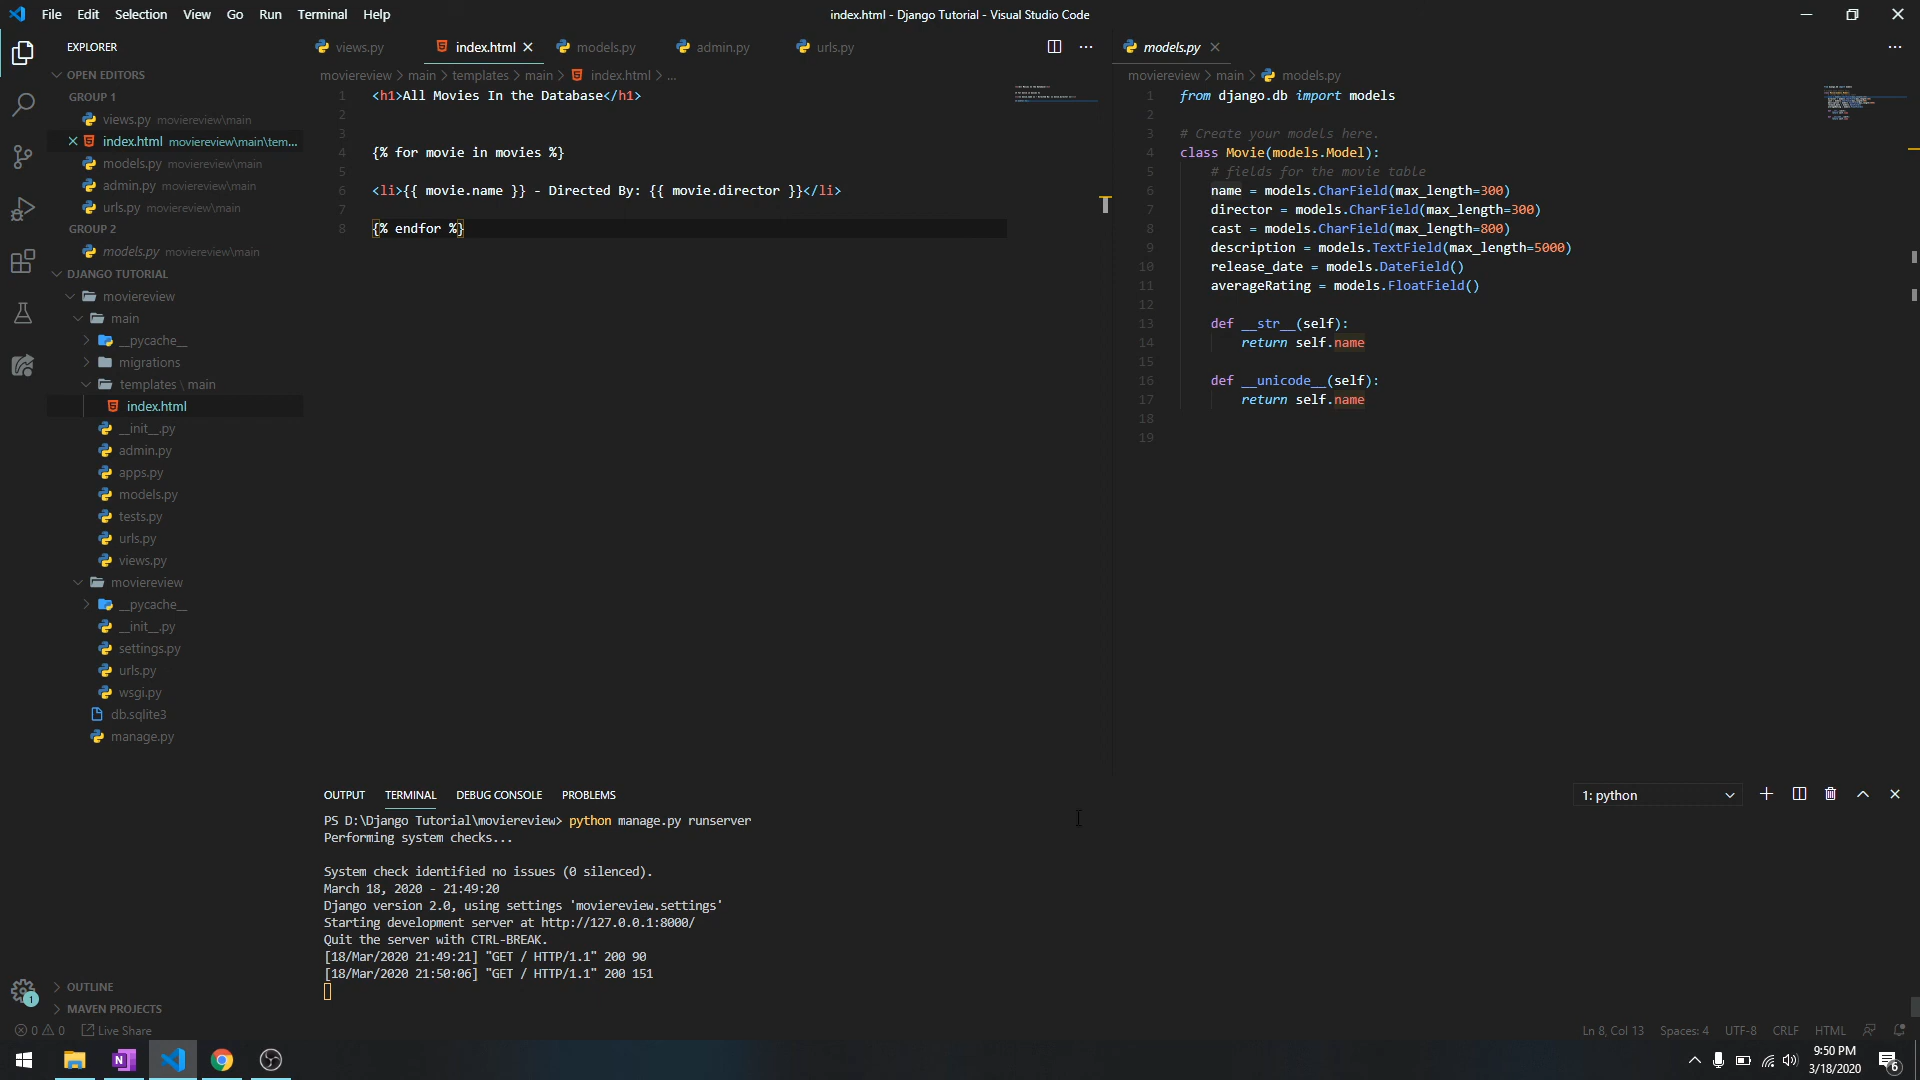 File Edit Selection View Go Run Terminal Help
index.html - Django Tutorial - Visual Studio Code
EXPLORER
OPEN EDITORS
GROUP 1
views.py moviereview\main
index.html moviereview\main\tem...
models.py moviereview\main
admin.py moviereview\main
urls.py moviereview\main
GROUP 2
models.py moviereview\main
DJANGO TUTORIAL
moviereview
main
__pycache__
migrations
templates \ main
index.html
__init__.py
admin.py
apps.py
models.py
tests.py
urls.py
views.py
moviereview
__pycache__
__init__.py
settings.py
urls.py
wsgi.py
db.sqlite3
manage.py
OUTLINE
MAVEN PROJECTS
views.py index.html models.py admin.py urls.py
moviereview > main > templates > main > index.html > ...
1 <h1>All Movies In the Database</h1>
2
3
4 {% for movie in movies %}
5
6 <li>{{ movie.name }} - Directed By: {{ movie.director }}</li>
7
8 {% endfor %}
models.py
moviereview > main > models.py
1 from django.db import models
2
3 # Create your models here.
4 class Movie(models.Model):
5 # fields for the movie table
6 name = models.CharField(max_length=300)
7 director = models.CharField(max_length=300)
8 cast = models.CharField(max_length=800)
9 description = models.TextField(max_length=5000)
10 release_date = models.DateField()
11 averageRating = models.FloatField()
12
13 def __str__(self):
14 return self.name
15
16 def __unicode__(self):
17 return self.name
18
19
OUTPUT TERMINAL DEBUG CONSOLE PROBLEMS
1: python
PS D:\Django Tutorial\moviereview> python manage.py runserver
Performing system checks...
System check identified no issues (0 silenced).
March 18, 2020 - 21:49:20
Django version 2.0, using settings 'moviereview.settings'
Starting development server at http://127.0.0.1:8000/
Quit the server with CTRL-BREAK.
[18/Mar/2020 21:49:21] "GET / HTTP/1.1" 200 90
[18/Mar/2020 21:50:06] "GET / HTTP/1.1" 200 151
1
0 0 Live Share
Ln 8, Col 13 Spaces: 4 UTF-8 CRLF HTML
N
9:50 PM
3/18/2020
6